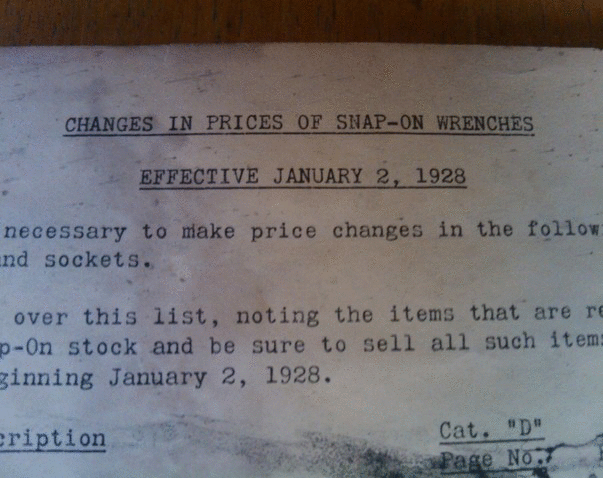 CHANGES IN PRICES OF SNAP-ON WRENCHES
EFFECTIVE JANUARY 2, 1928
necessary to make price changes in the follow
nd sockets.
over this list, noting the items that are re
p-On stock and be sure to sell all such items
ginning January 2, 1928.
cription
Cat. "D"
Page No.